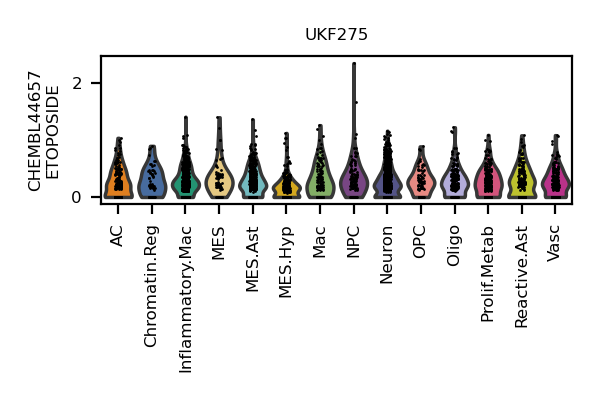 UKF275
CHEMBL44657
ETOPOSIDE
2
0
AC
Chromatin.Reg
Inflammatory.Mac
MES
MES.Ast
MES.Hyp
Mac
NPC
Neuron
OPC
Oligo
Prolif.Metab
Reactive.Ast
Vasc